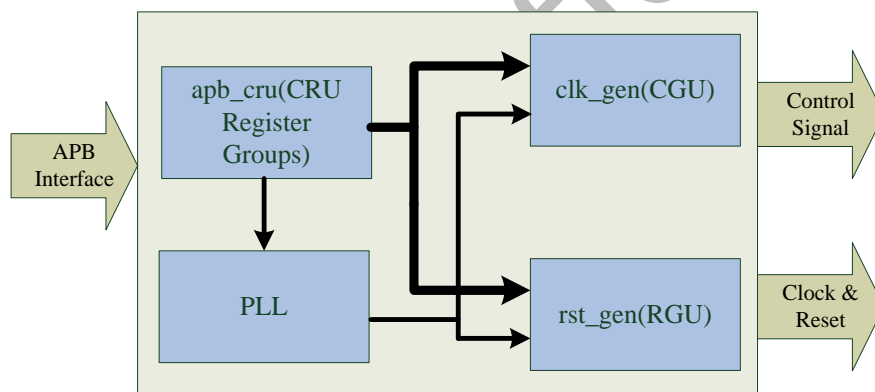 apb_cru(CRU
Register
Groups)
clk_gen(CGU)
Control
Signal
APB
Interface
PLL
rst_gen(RGU)
Clock &
Reset